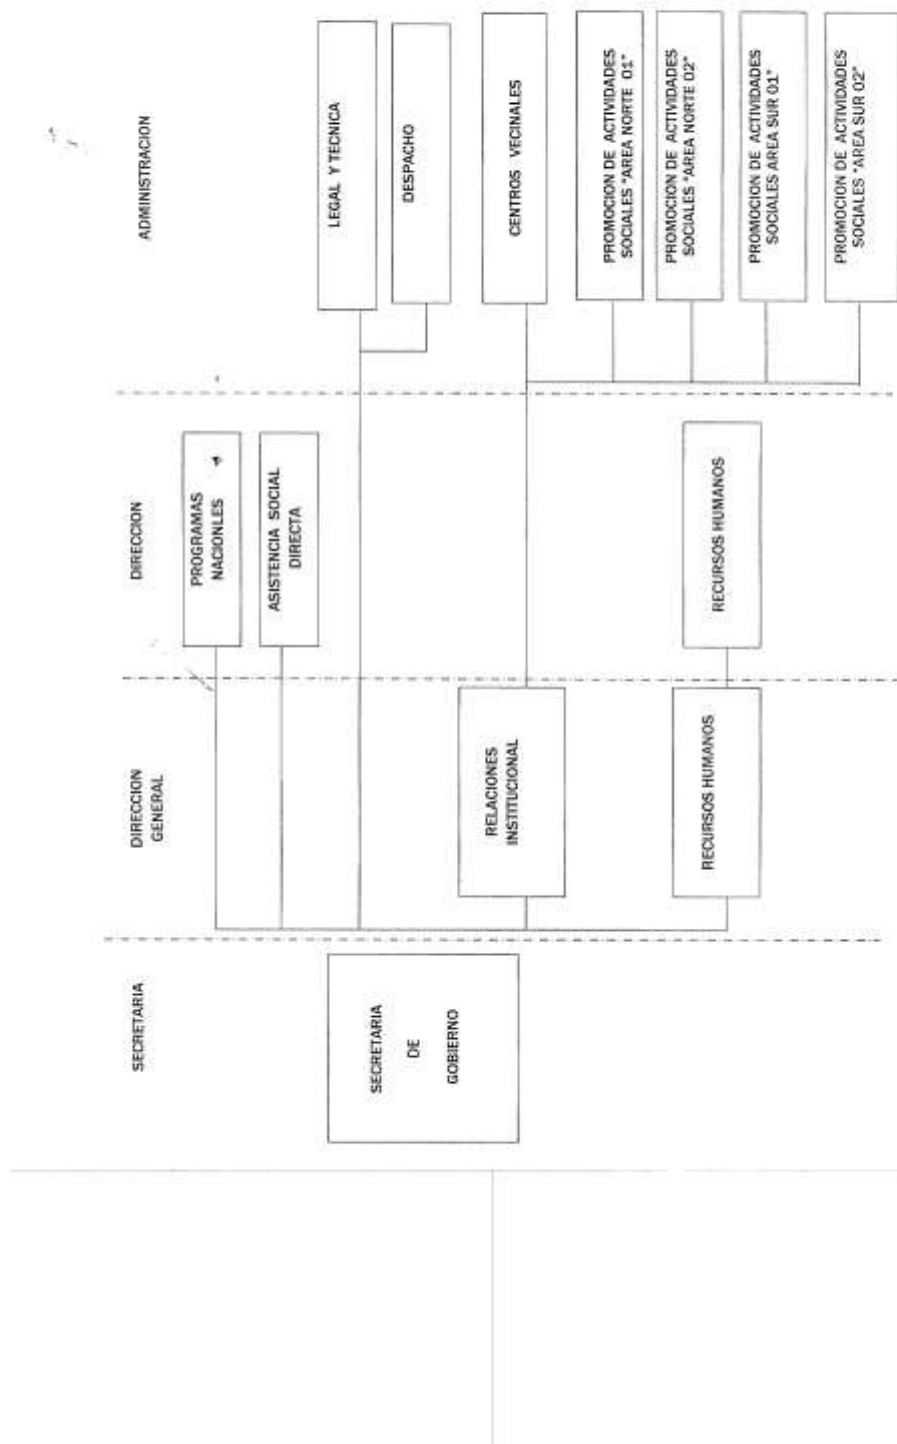 SECRETARIA
DIRECCION
GENERAL
DIRECCION
ADMINISTRACION
SECRETARIA
DE
GOBIERNO
RELACIONES
INSTITUCIONAL
RECURSOS HUMANOS
PROGRAMAS
NACIONLES
ASISTENCIA SOCIAL
DIRECTA
RECURSOS HUMANOS
LEGAL Y TECNICA
DESPACHO
CENTROS VECINALES
PROMOCION DE ACTIVIDADES
SOCIALES "AREA NORTE 01"
PROMOCION DE ACTIVIDADES
SOCIALES "AREA NORTE 02"
PROMOCION DE ACTIVIDADES
SOCIALES AREA SUR 01"
PROMOCION DE ACTIVIDADES
SOCIALES "AREA SUR 02"